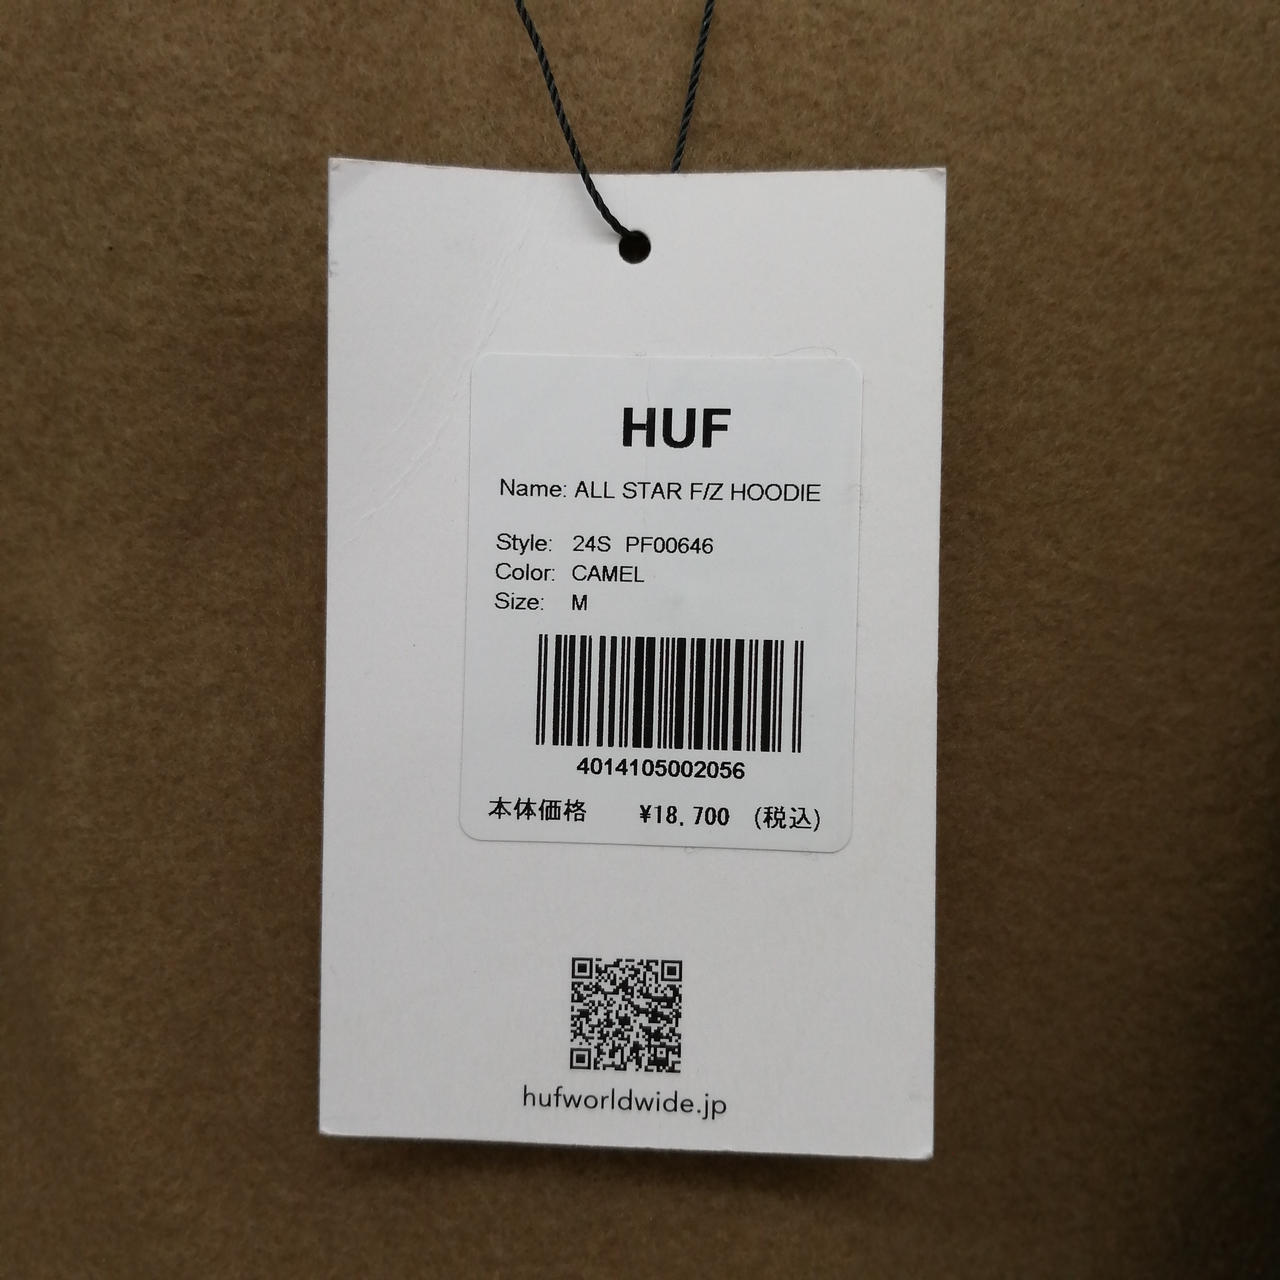 HUF
Name: ALL STAR F/Z HOODIE
Style: 24S PF00646
Color: CAMEL
Size: M
4014105002056
本体価格 ¥18,700 (税込)
hufworldwide.jp